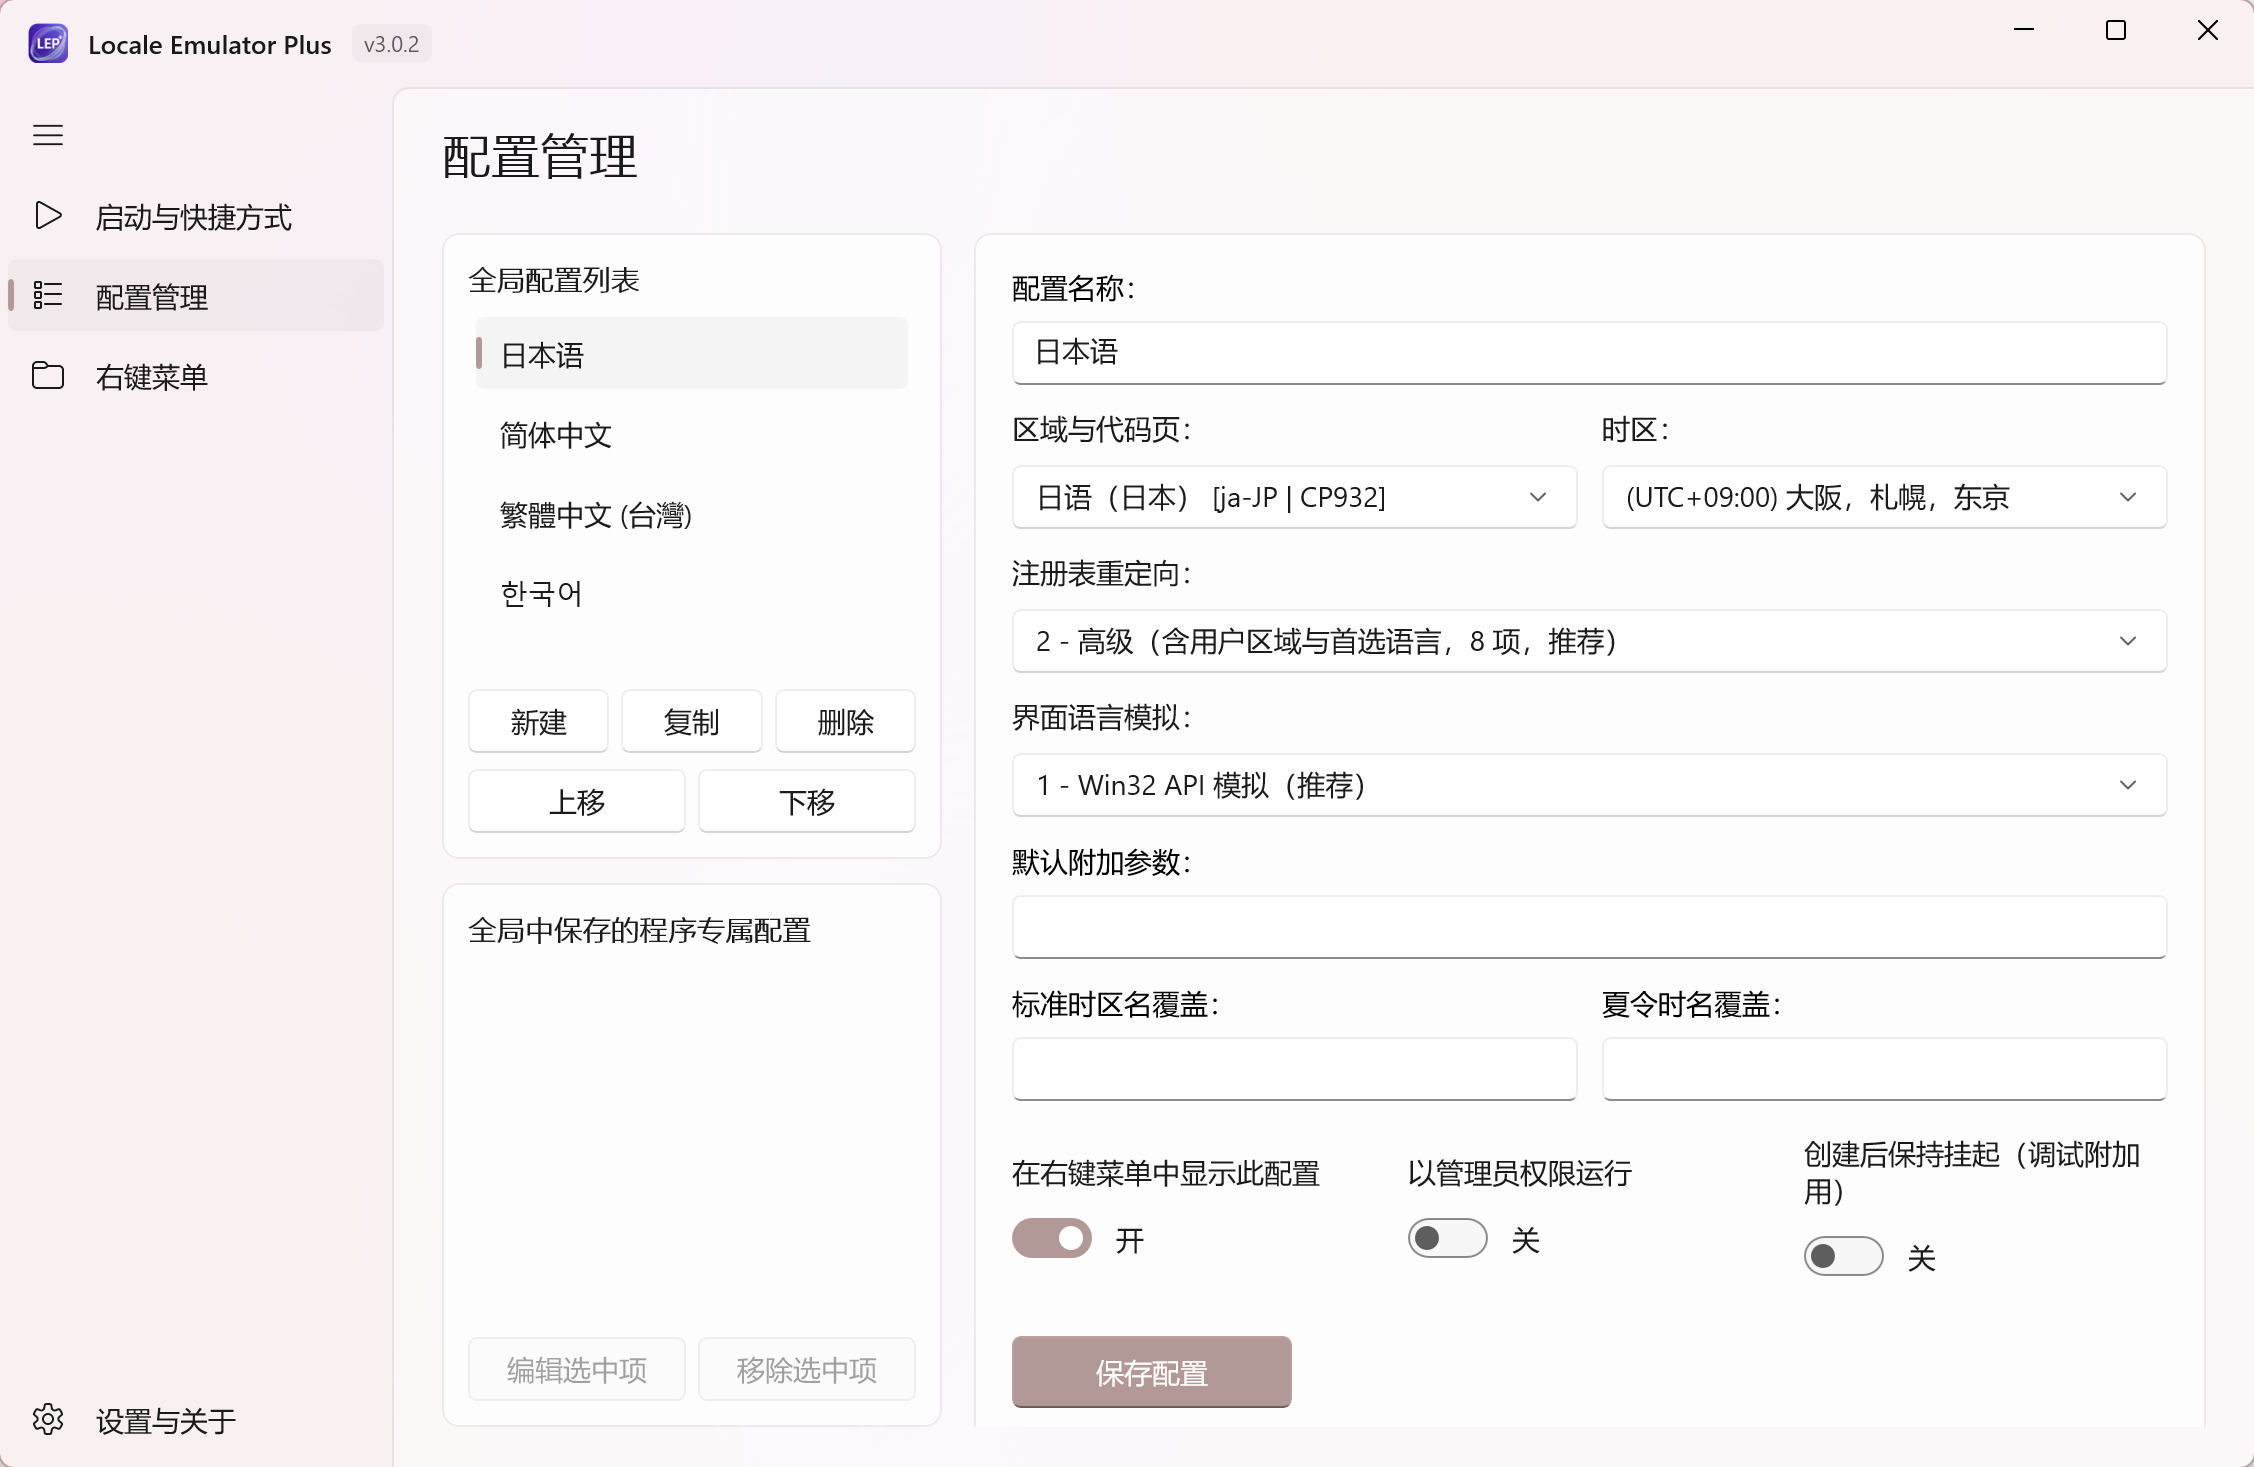 LEP+
Locale Emulator Plus
v3.0.2
启动与快捷方式
配置管理
右键菜单
设置与关于
配置管理
全局配置列表
日本语
简体中文
繁體中文 (台灣)
한국어
新建
复制
删除
上移
下移
全局中保存的程序专属配置
编辑选中项
移除选中项
配置名称：
日本语
区域与代码页：
时区：
日语（日本） [ja-JP | CP932]
(UTC+09:00) 大阪，札幌，东京
注册表重定向：
2 - 高级（含用户区域与首选语言，8 项，推荐）
界面语言模拟：
1 - Win32 API 模拟（推荐）
默认附加参数：
标准时区名覆盖：
夏令时名覆盖：
在右键菜单中显示此配置
开
以管理员权限运行
关
创建后保持挂起（调试附加
用）
关
保存配置